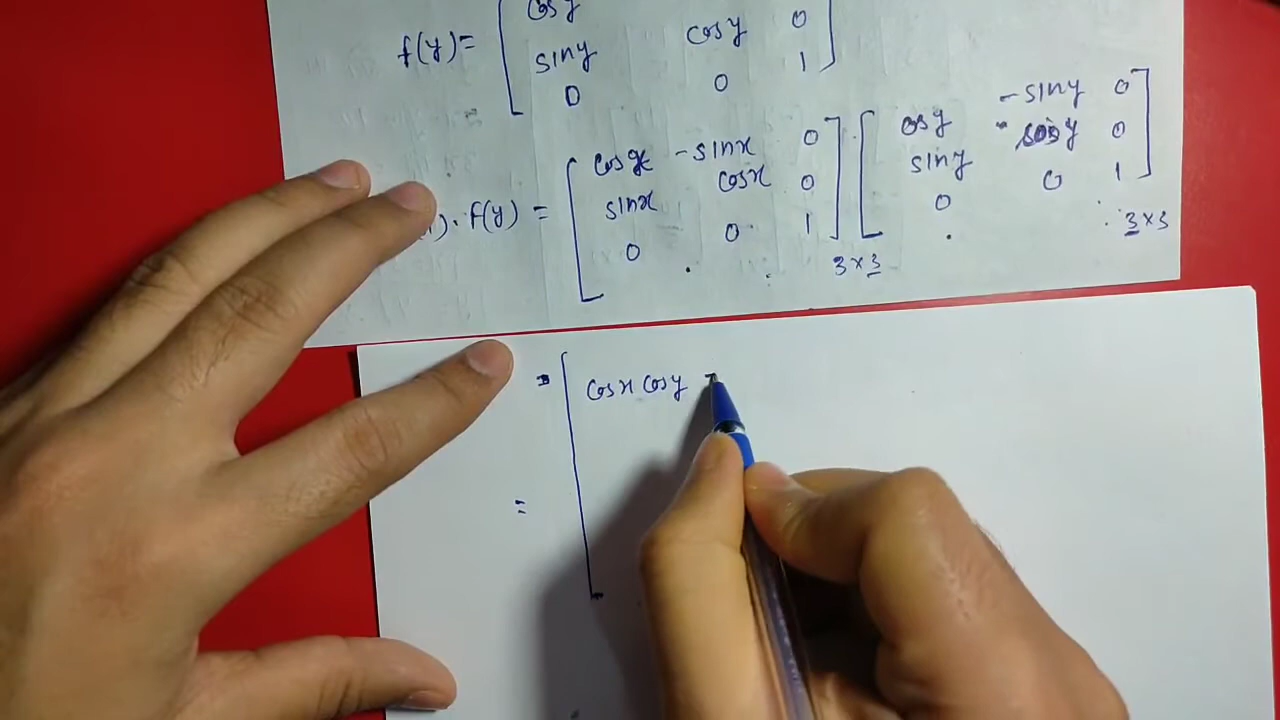 cosy
f(y)= siny cosy 0
0 0 1
cosx -sinx 0 cosy -siny 0
). f(y) = sinx cosx 0 siny cosy 0
0 0 1 0 0 1
3×3 3×3
= cosx cosy -
=